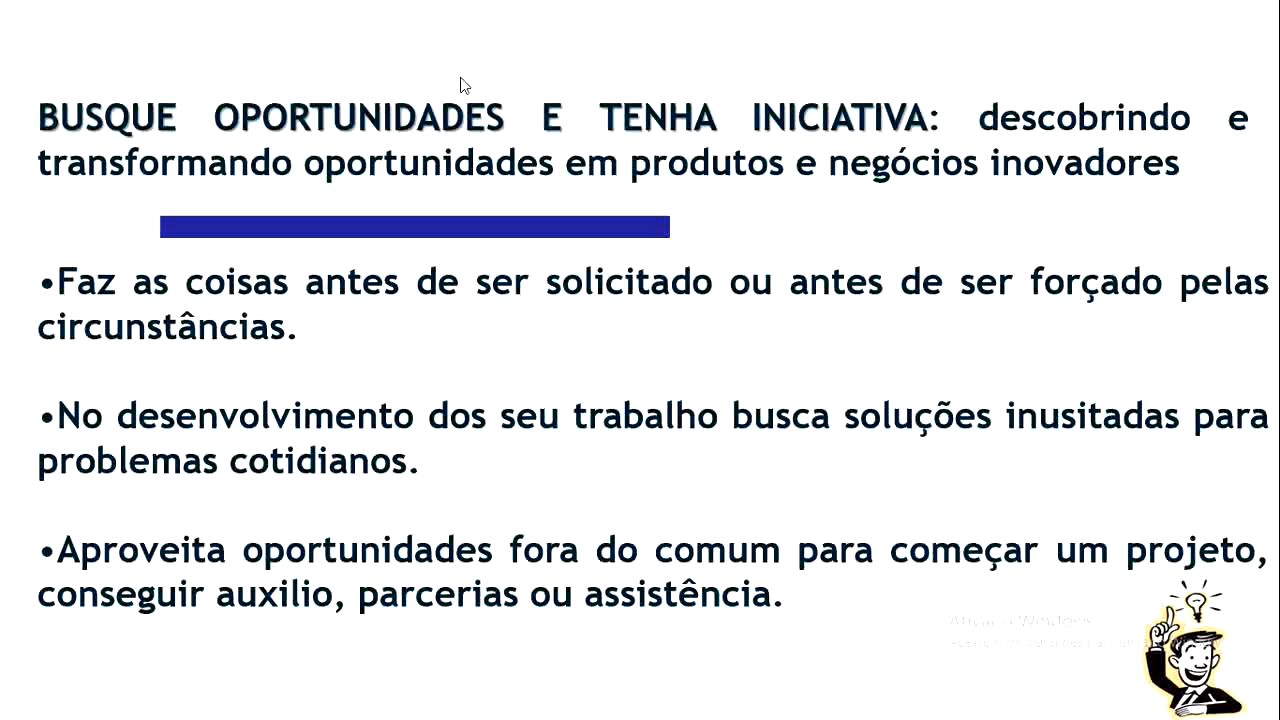 BUSQUE OPORTUNIDADES E TENHA INICIATIVA: descobrindo e
transformando oportunidades em produtos e negócios inovadores
•Faz as coisas antes de ser solicitado ou antes de ser forçado pelas
circunstâncias.
•No desenvolvimento dos seu trabalho busca soluções inusitadas para
problemas cotidianos.
•Aproveita oportunidades fora do comum para começar um projeto,
conseguir auxilio, parcerias ou assistência.